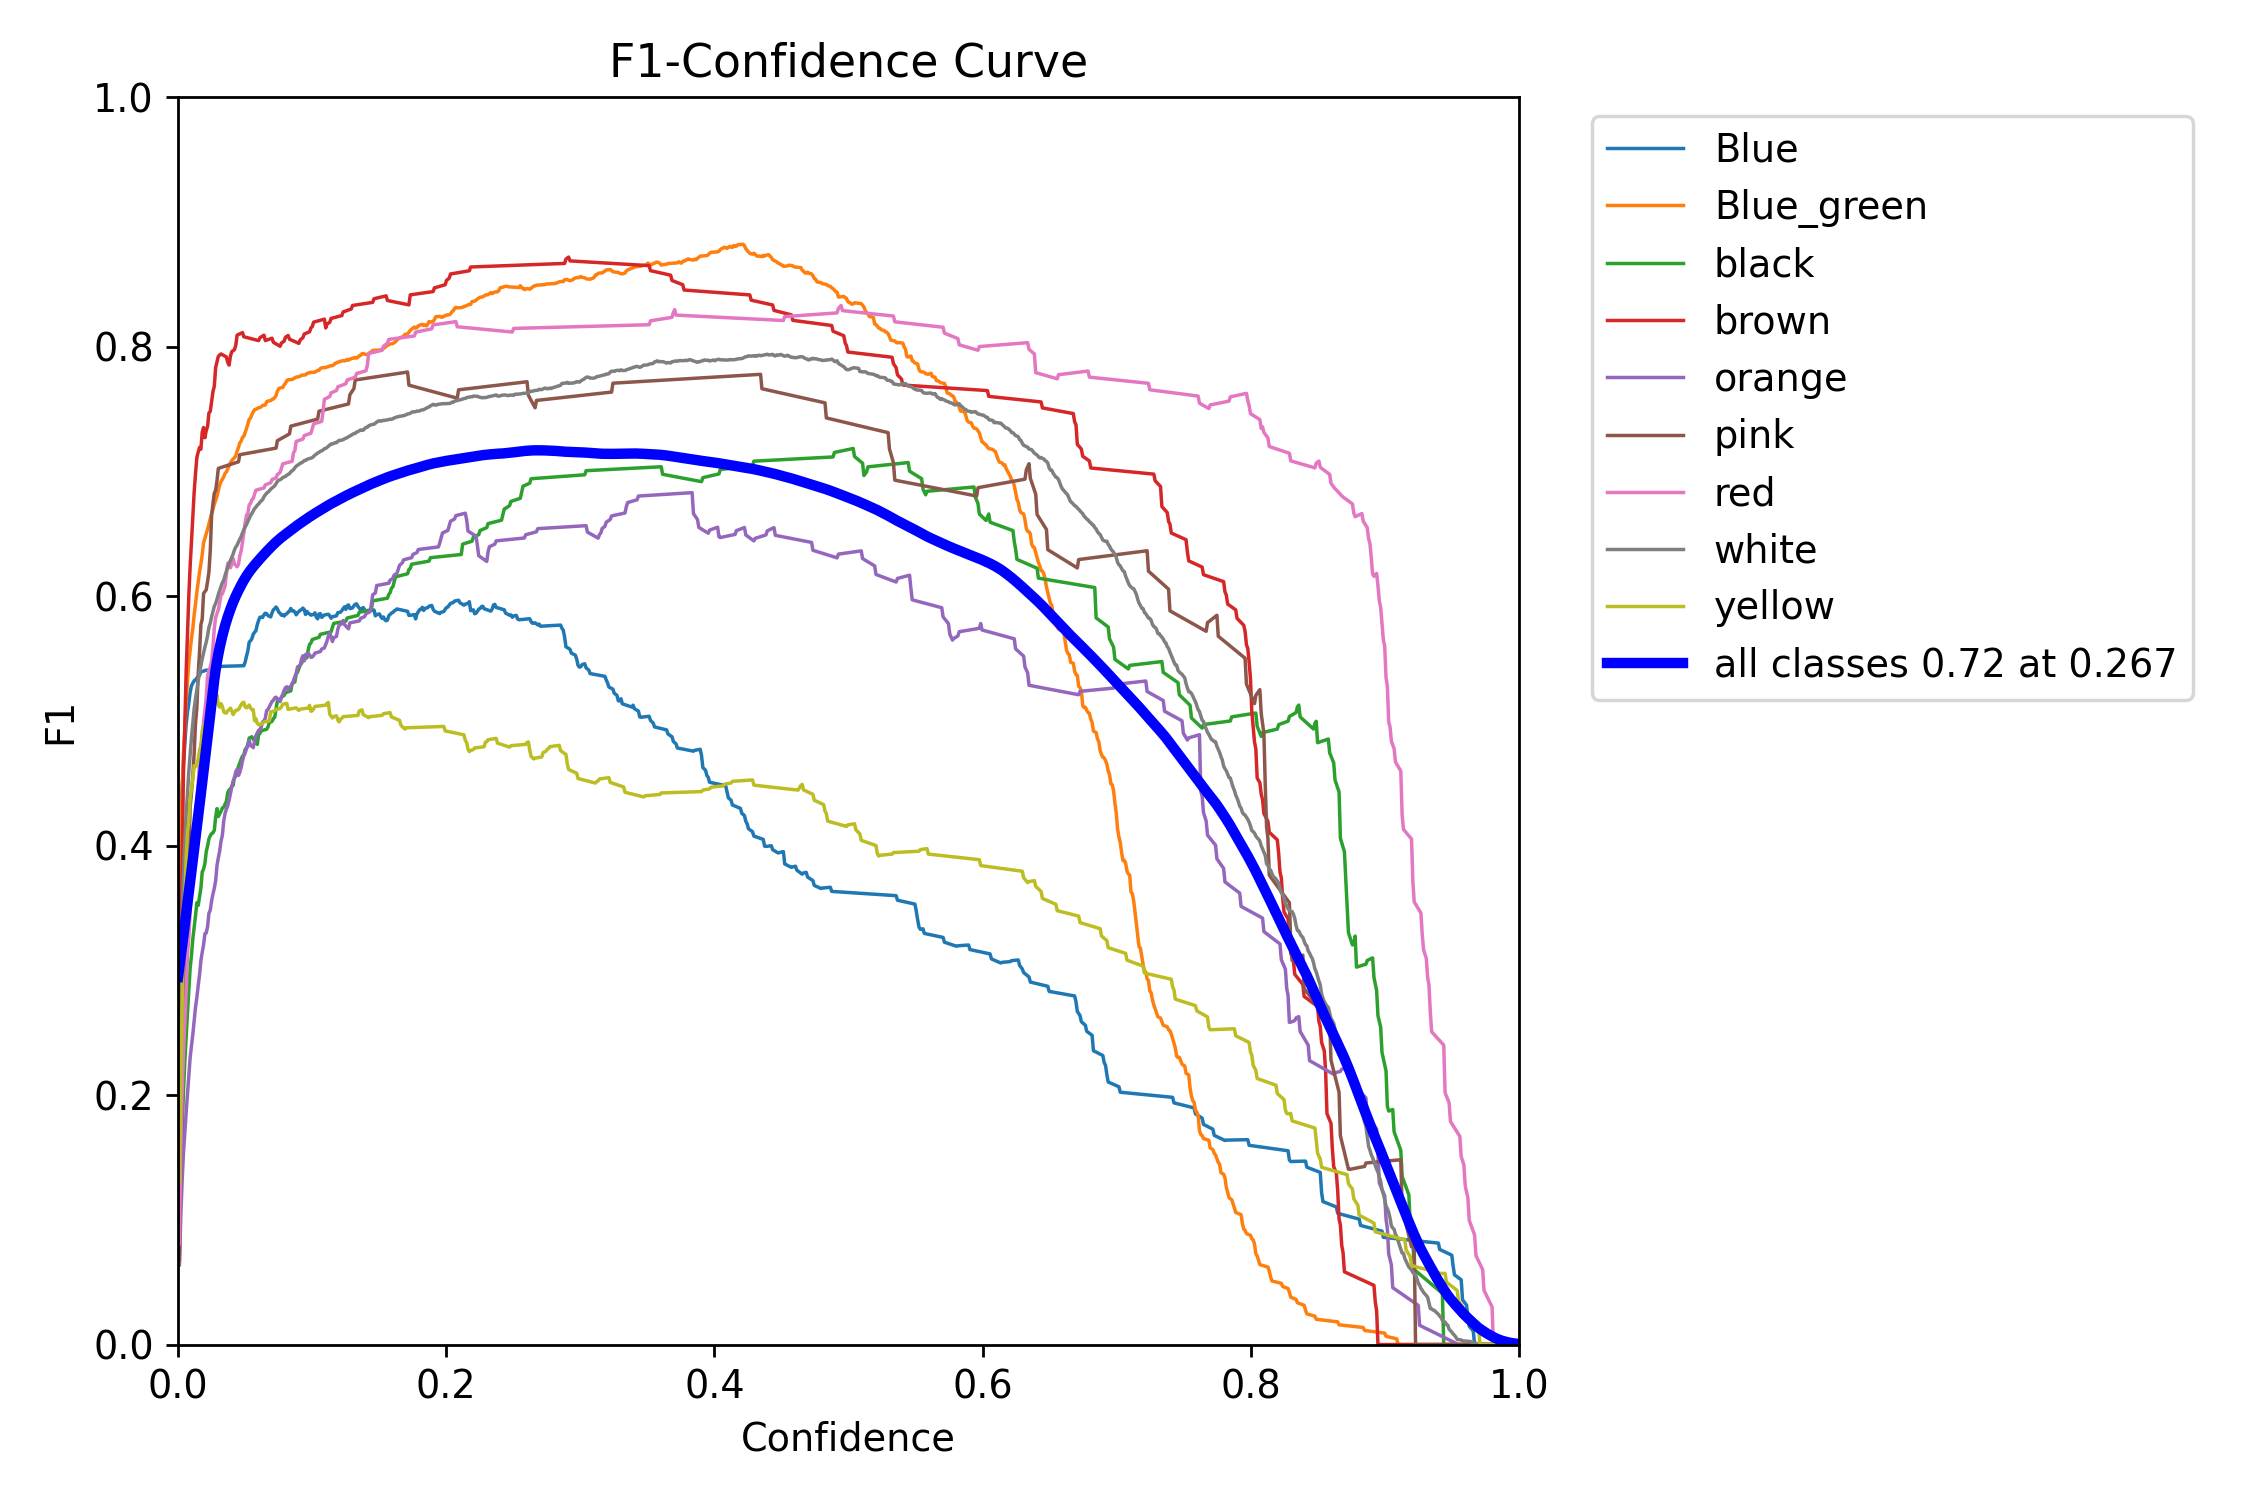 F1-Confidence Curve
1.0
0.8
0.6
0.4
0.2
0.0
F1
0.0 0.2 0.4 0.6 0.8 1.0
Confidence
Blue
Blue_green
black
brown
orange
pink
red
white
yellow
all classes 0.72 at 0.267